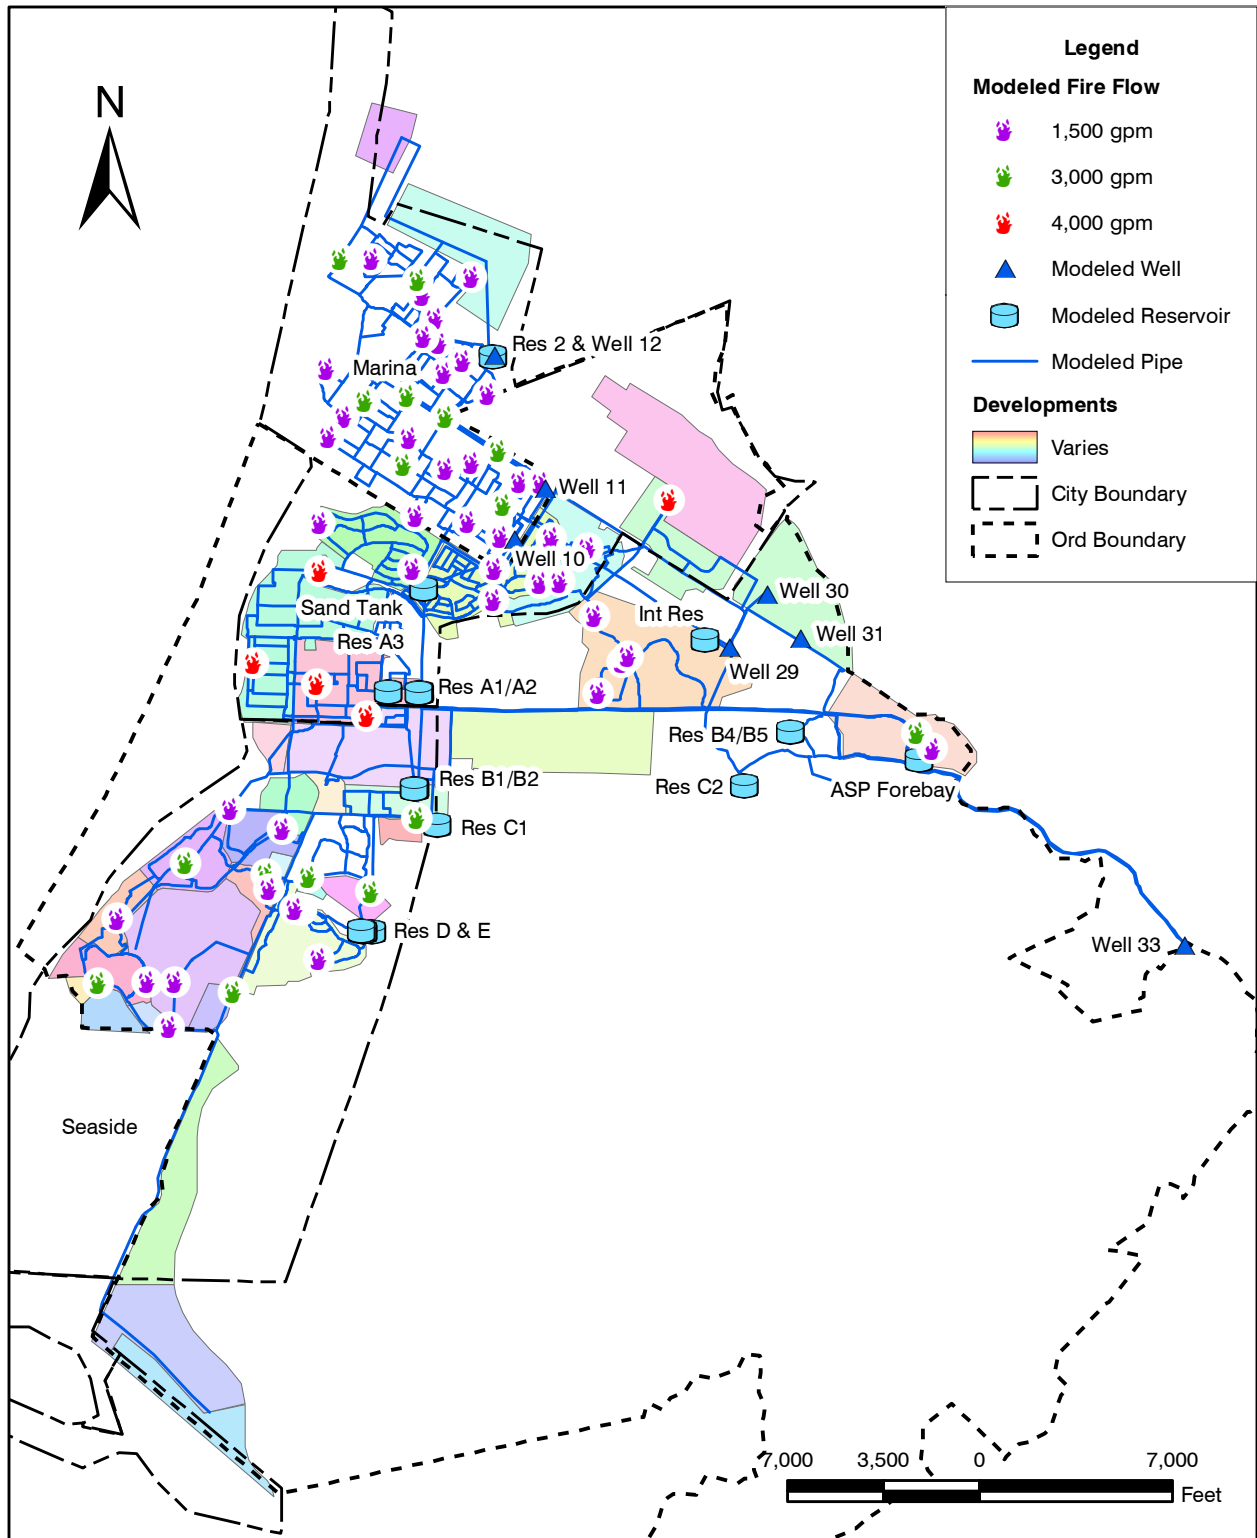 Legend
Modeled Fire Flow
1,500 gpm
3,000 gpm
4,000 gpm
Modeled Well
Modeled Reservoir
Modeled Pipe
Developments
Varies
City Boundary
Ord Boundary
N
Res 2 & Well 12
Marina
Well 11
Well 10
Well 30
Sand Tank
Int Res
Well 31
Res A3
Well 29
Res A1/A2
Res B4/B5
Res B1/B2
Res C2
ASP Forebay
Res C1
Res D & E
Well 33
Seaside
7,000
3,500
0
7,000
Feet